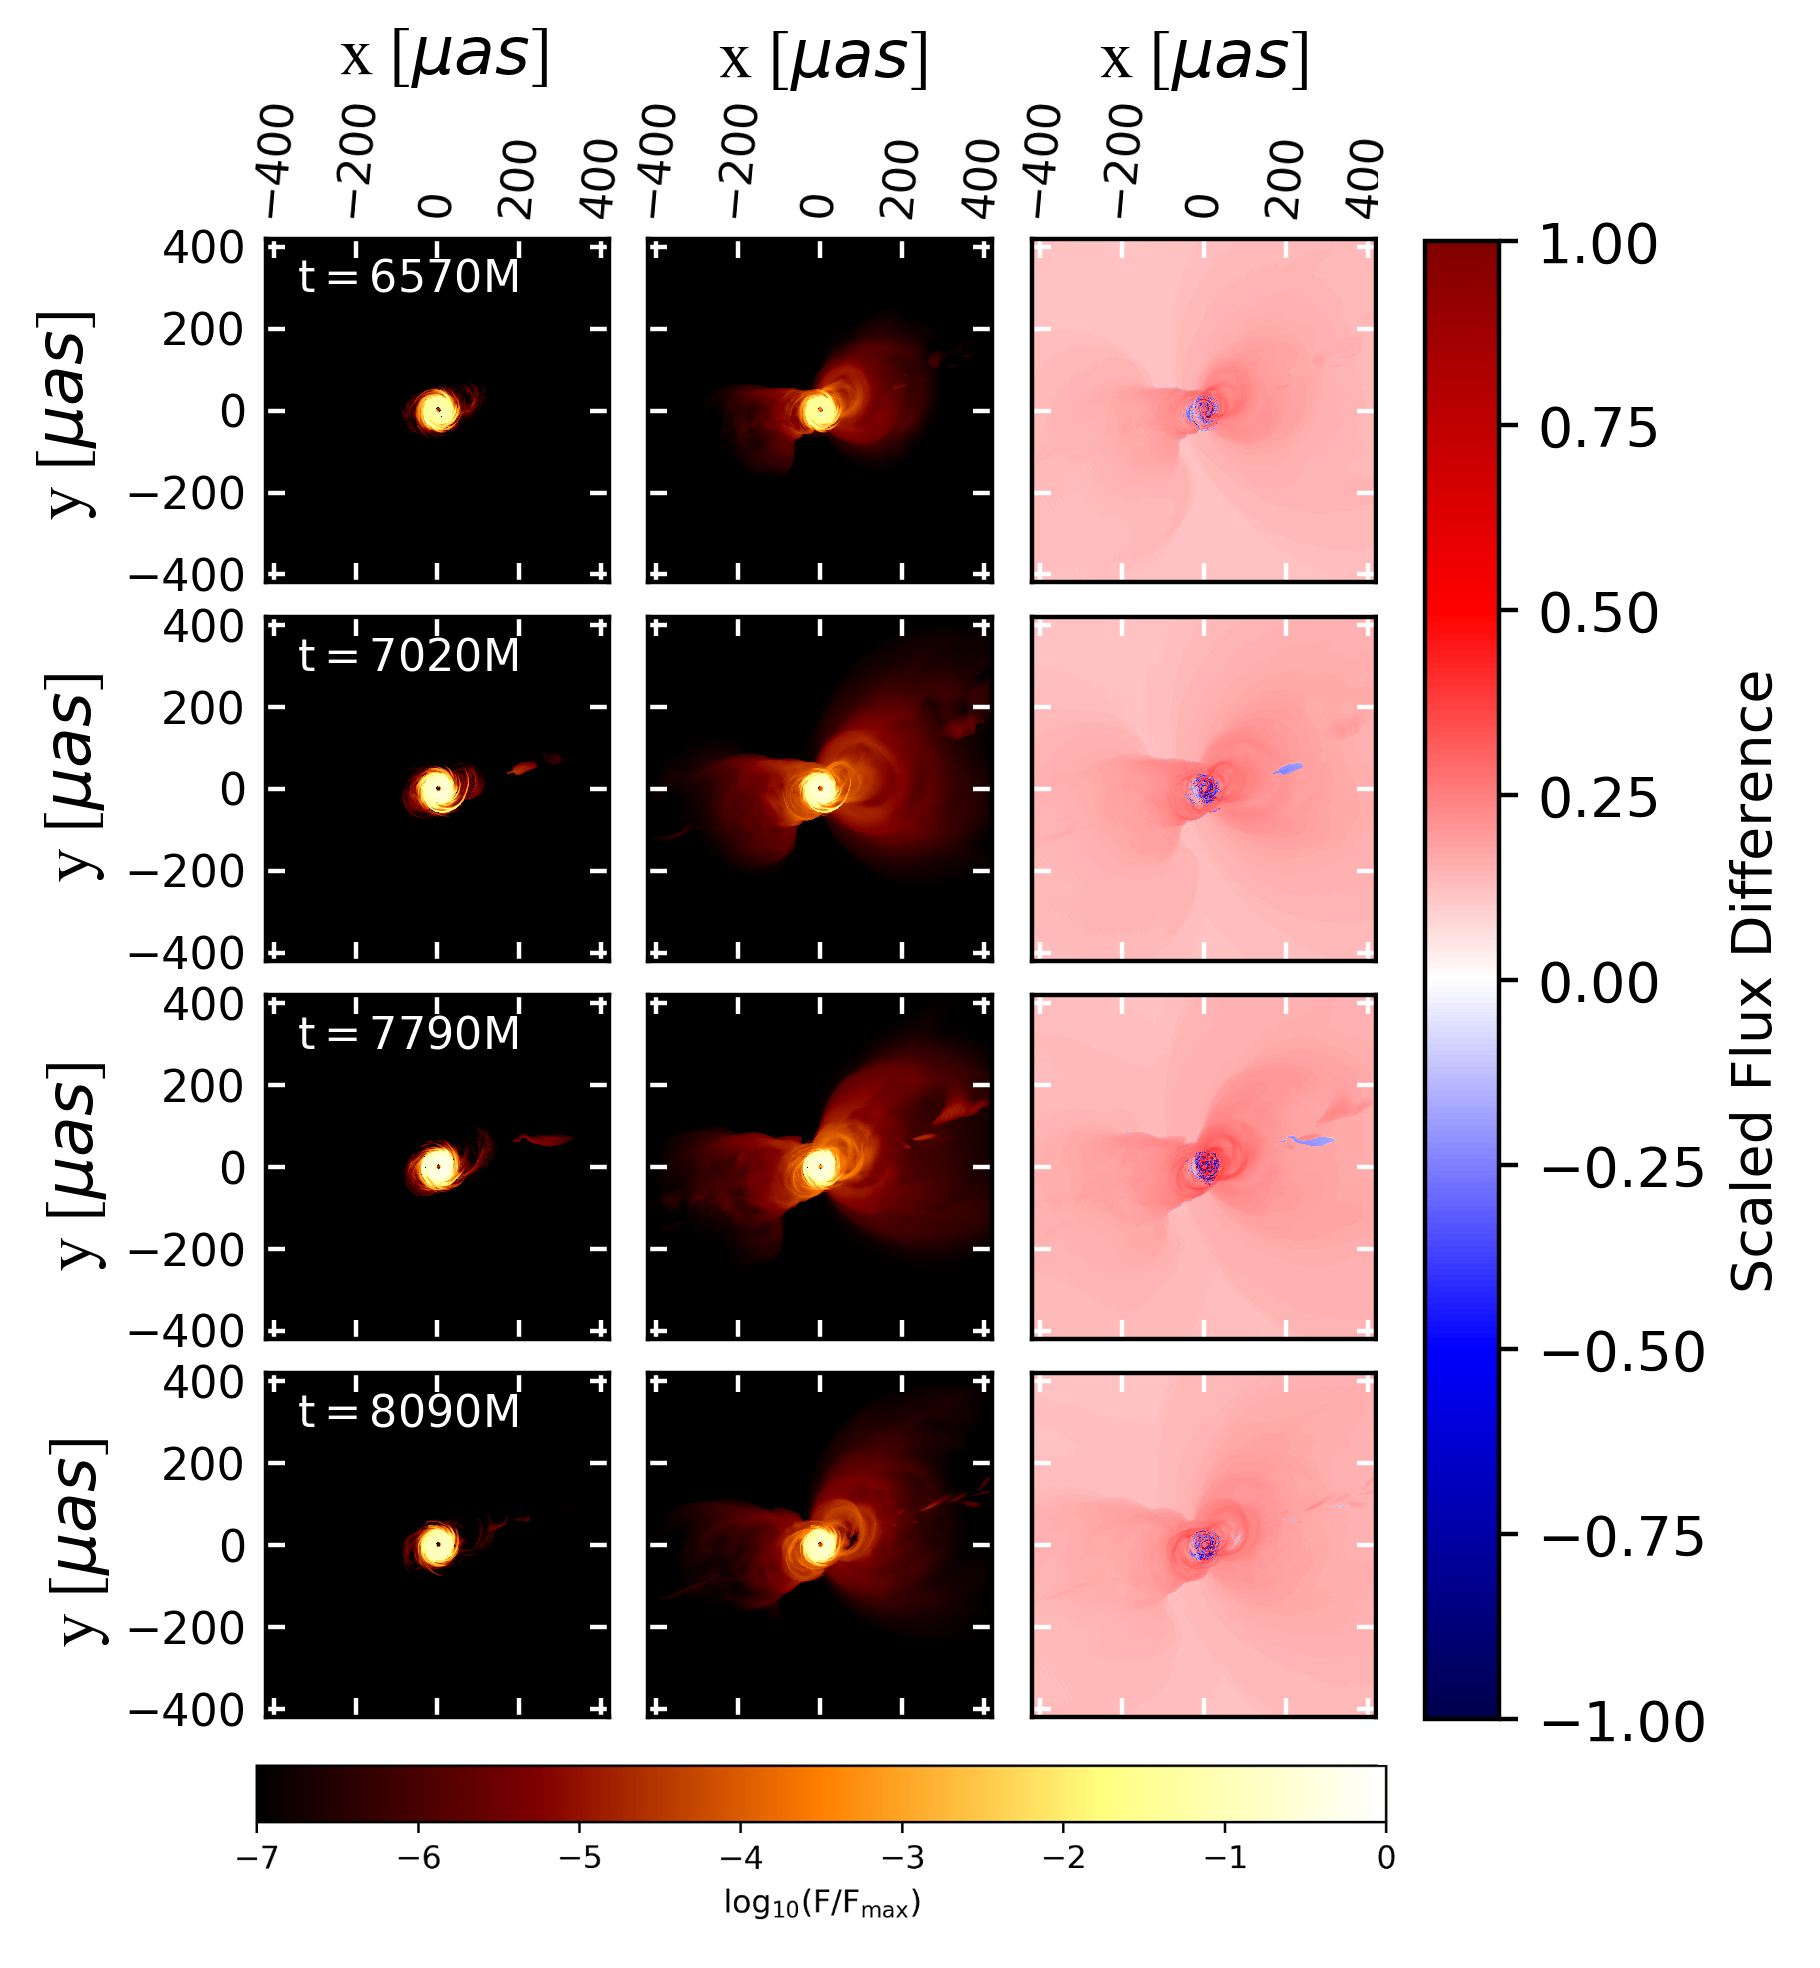 x [μas] x [μas] x [μas]
−400 −200 0 200 400 −400 −200 0 200 400 −400 −200 0 200 400
y [μas]
400
200
0
−200
−400
t = 6570M
y [μas]
400
200
0
−200
−400
t = 7020M
y [μas]
400
200
0
−200
−400
t = 7790M
y [μas]
400
200
0
−200
−400
t = 8090M
1.00
0.75
0.50
0.25
0.00
−0.25
−0.50
−0.75
−1.00
Scaled Flux Difference
−7 −6 −5 −4 −3 −2 −1 0
log₁₀(F/Fmax)